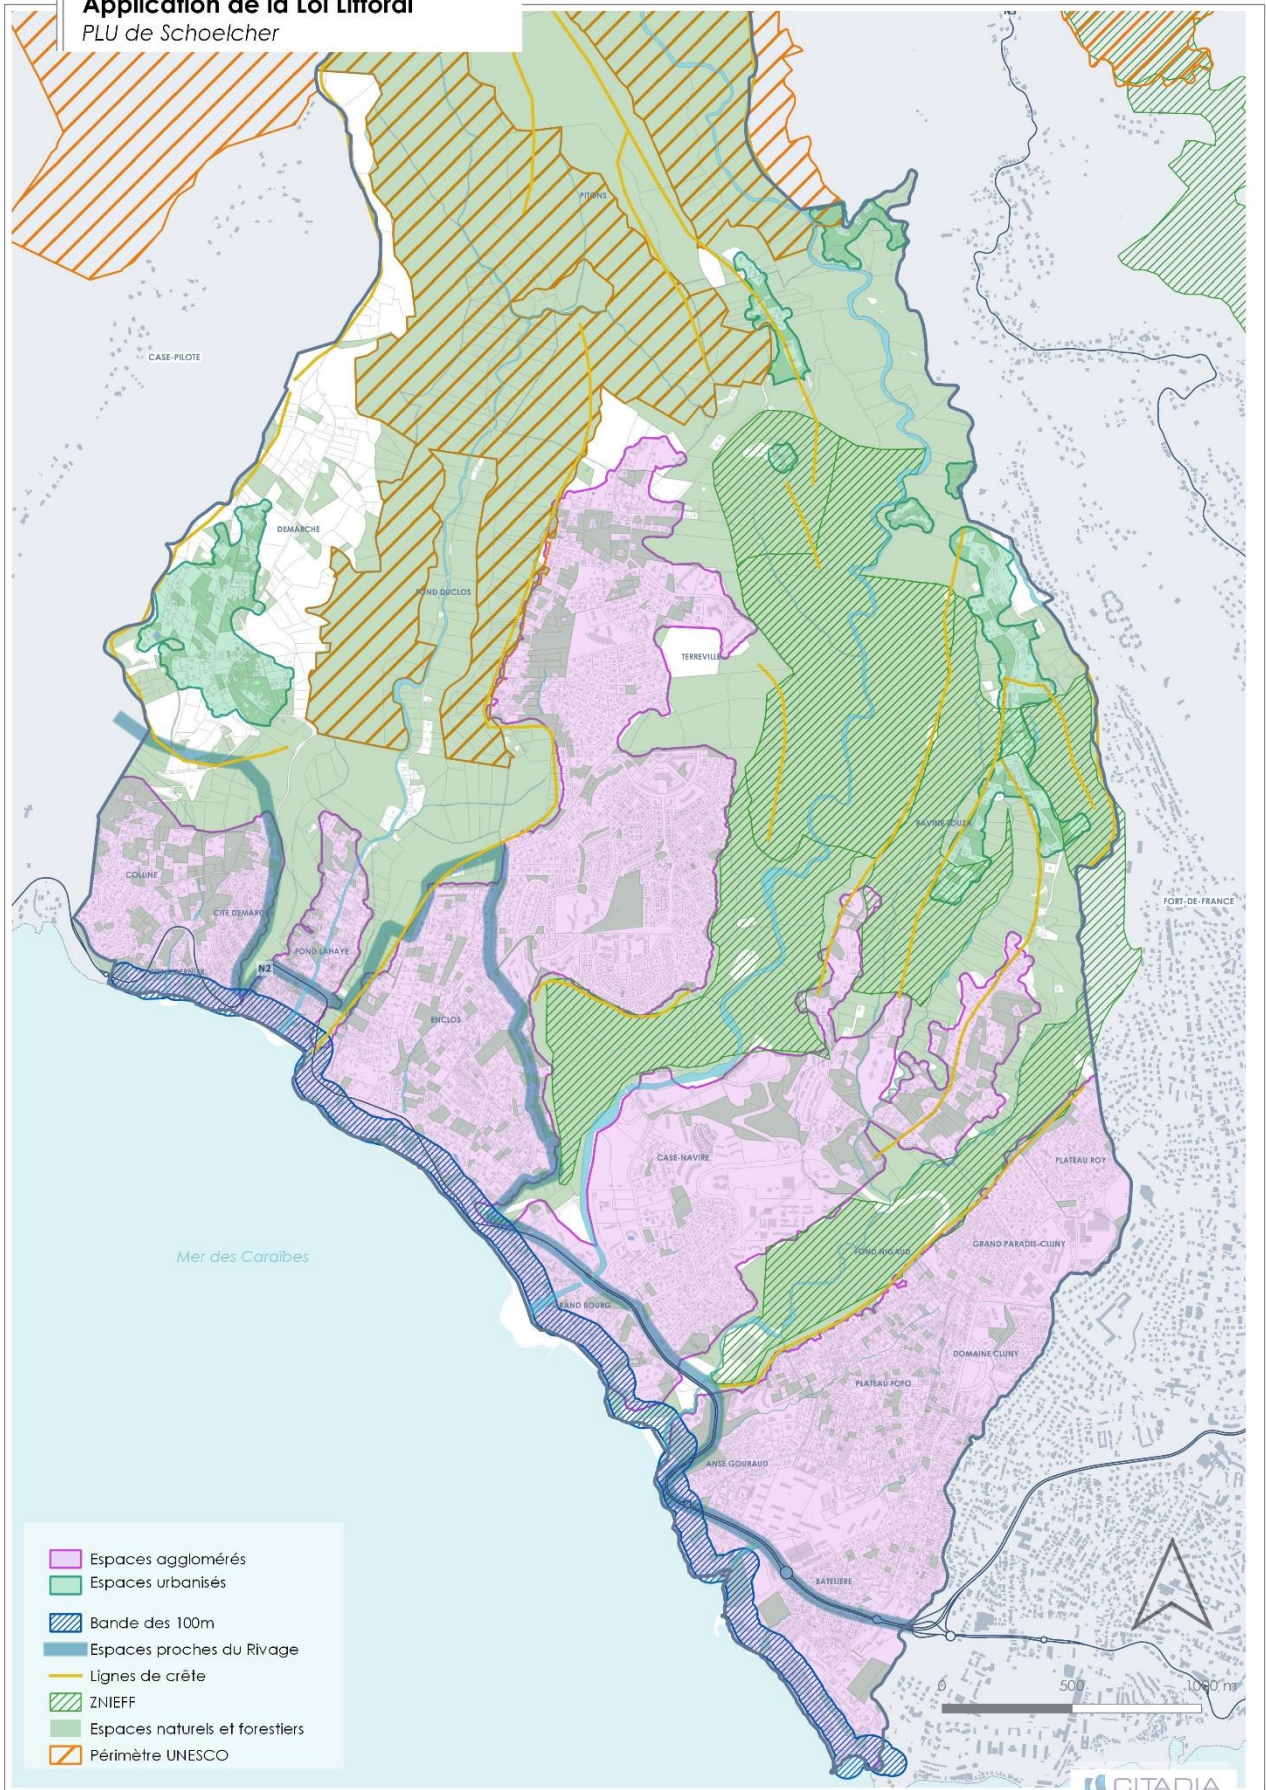 Application de la Loi Littoral
PLU de Schoelcher
PITONS
CASE-PILOTE
DEMARCHE
FOND DUCLOS
TERREVILLE
RAVINE TOUZA
COLLINE
FORT-DE-FRANCE
CITE DEMARCHE
FOND LAHAYE
N2
ENCLOS
CASE-NAVIRE
PLATEAU ROY
Mer des Caraïbes
FOND NIGAUD
GRAND PARADIS-CLUNY
GRAND BOURG
DOMAINE CLUNY
PLATEAU FOFO
ANSE GOURAUD
BATELIERE
Espaces agglomérés
Espaces urbanisés
Bande des 100m
Espaces proches du Rivage
Lignes de crête
ZNIEFF
Espaces naturels et forestiers
Périmètre UNESCO
0 500 1000 m
CITADIA